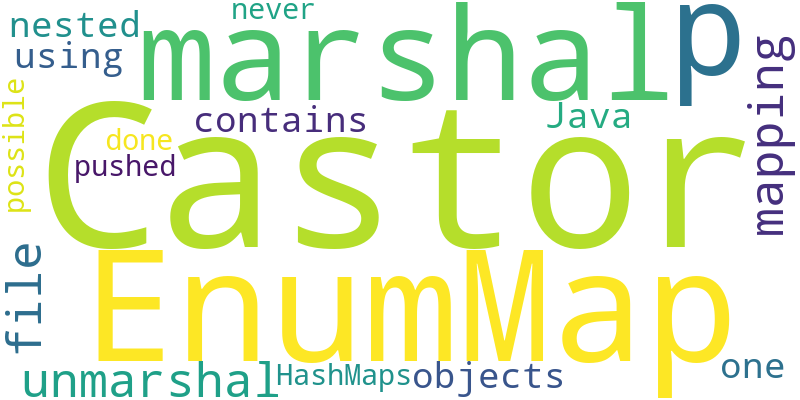 never
nested
marshal
p
using
mapping
possible
contains
Java
Castor
done
pushed
file
EnumMap
unmarshal
HashMaps
objects
one